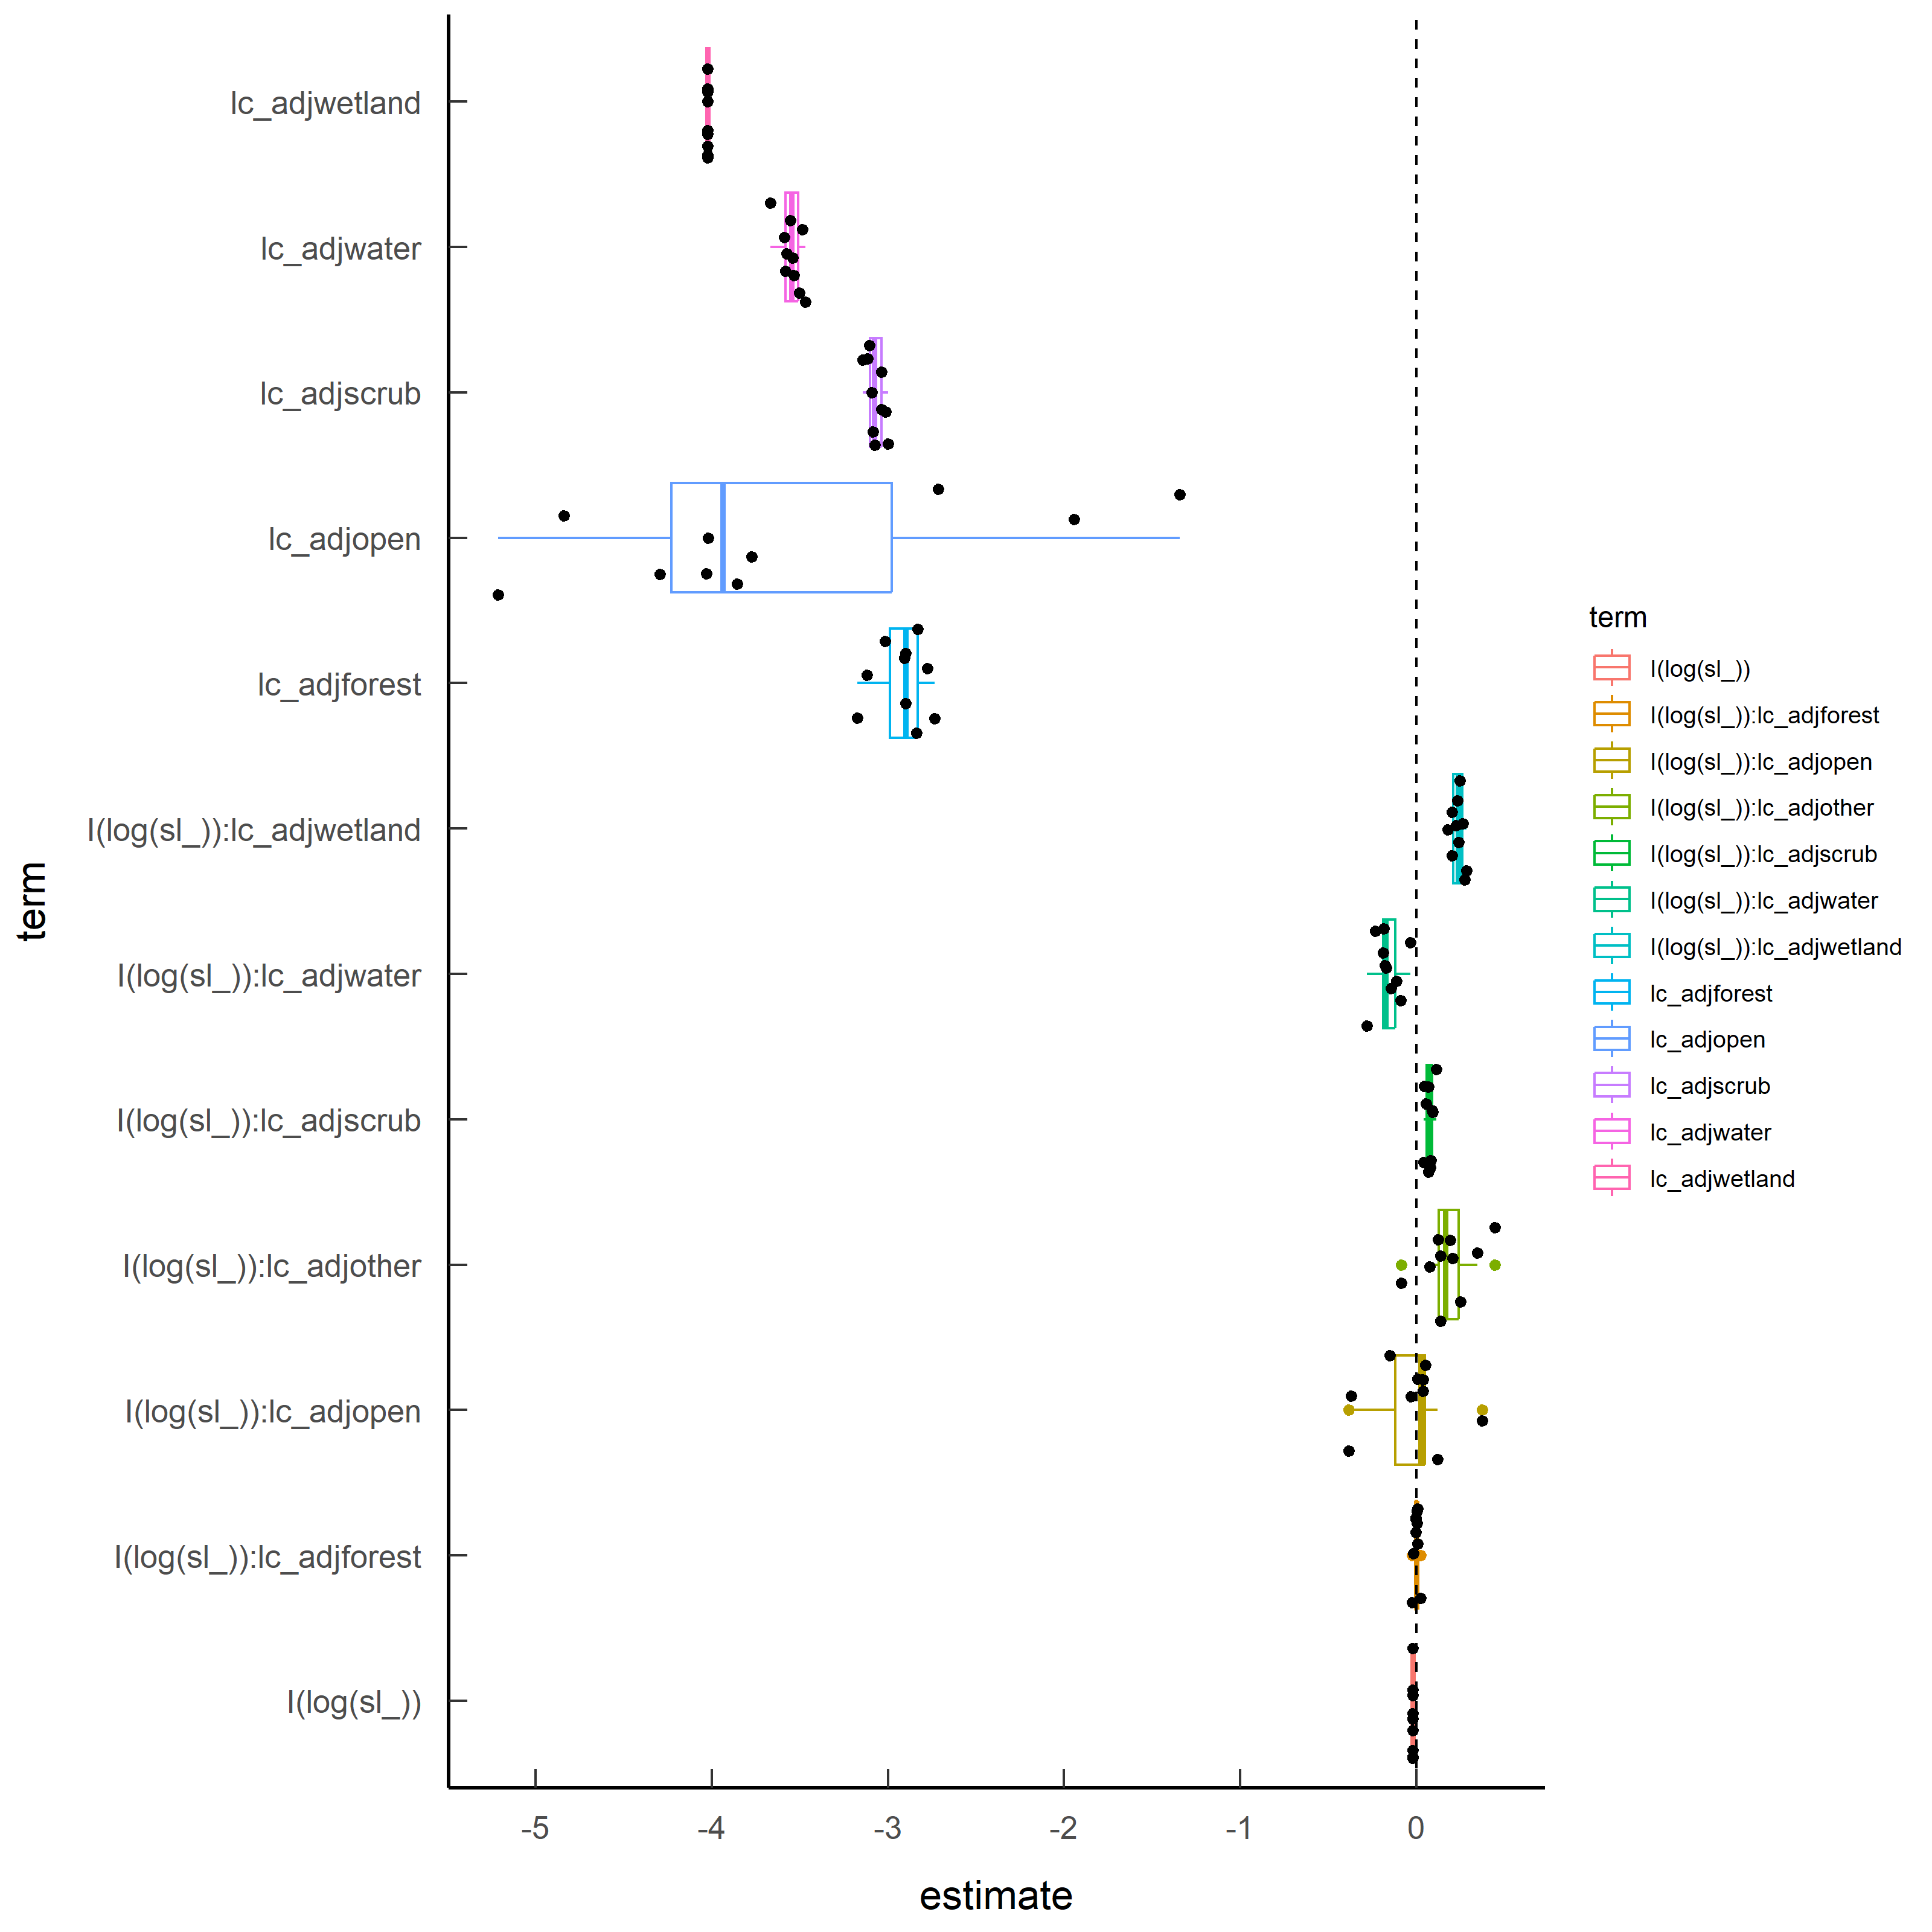 lc_adjwetland
lc_adjwater
lc_adjscrub
lc_adjopen
lc_adjforest
I(log(sl_)):lc_adjwetland
I(log(sl_)):lc_adjwater
I(log(sl_)):lc_adjscrub
I(log(sl_)):lc_adjother
I(log(sl_)):lc_adjopen
I(log(sl_)):lc_adjforest
I(log(sl_))
term
-5 -4 -3 -2 -1 0
estimate
term
I(log(sl_))
I(log(sl_)):lc_adjforest
I(log(sl_)):lc_adjopen
I(log(sl_)):lc_adjother
I(log(sl_)):lc_adjscrub
I(log(sl_)):lc_adjwater
I(log(sl_)):lc_adjwetland
lc_adjforest
lc_adjopen
lc_adjscrub
lc_adjwater
lc_adjwetland